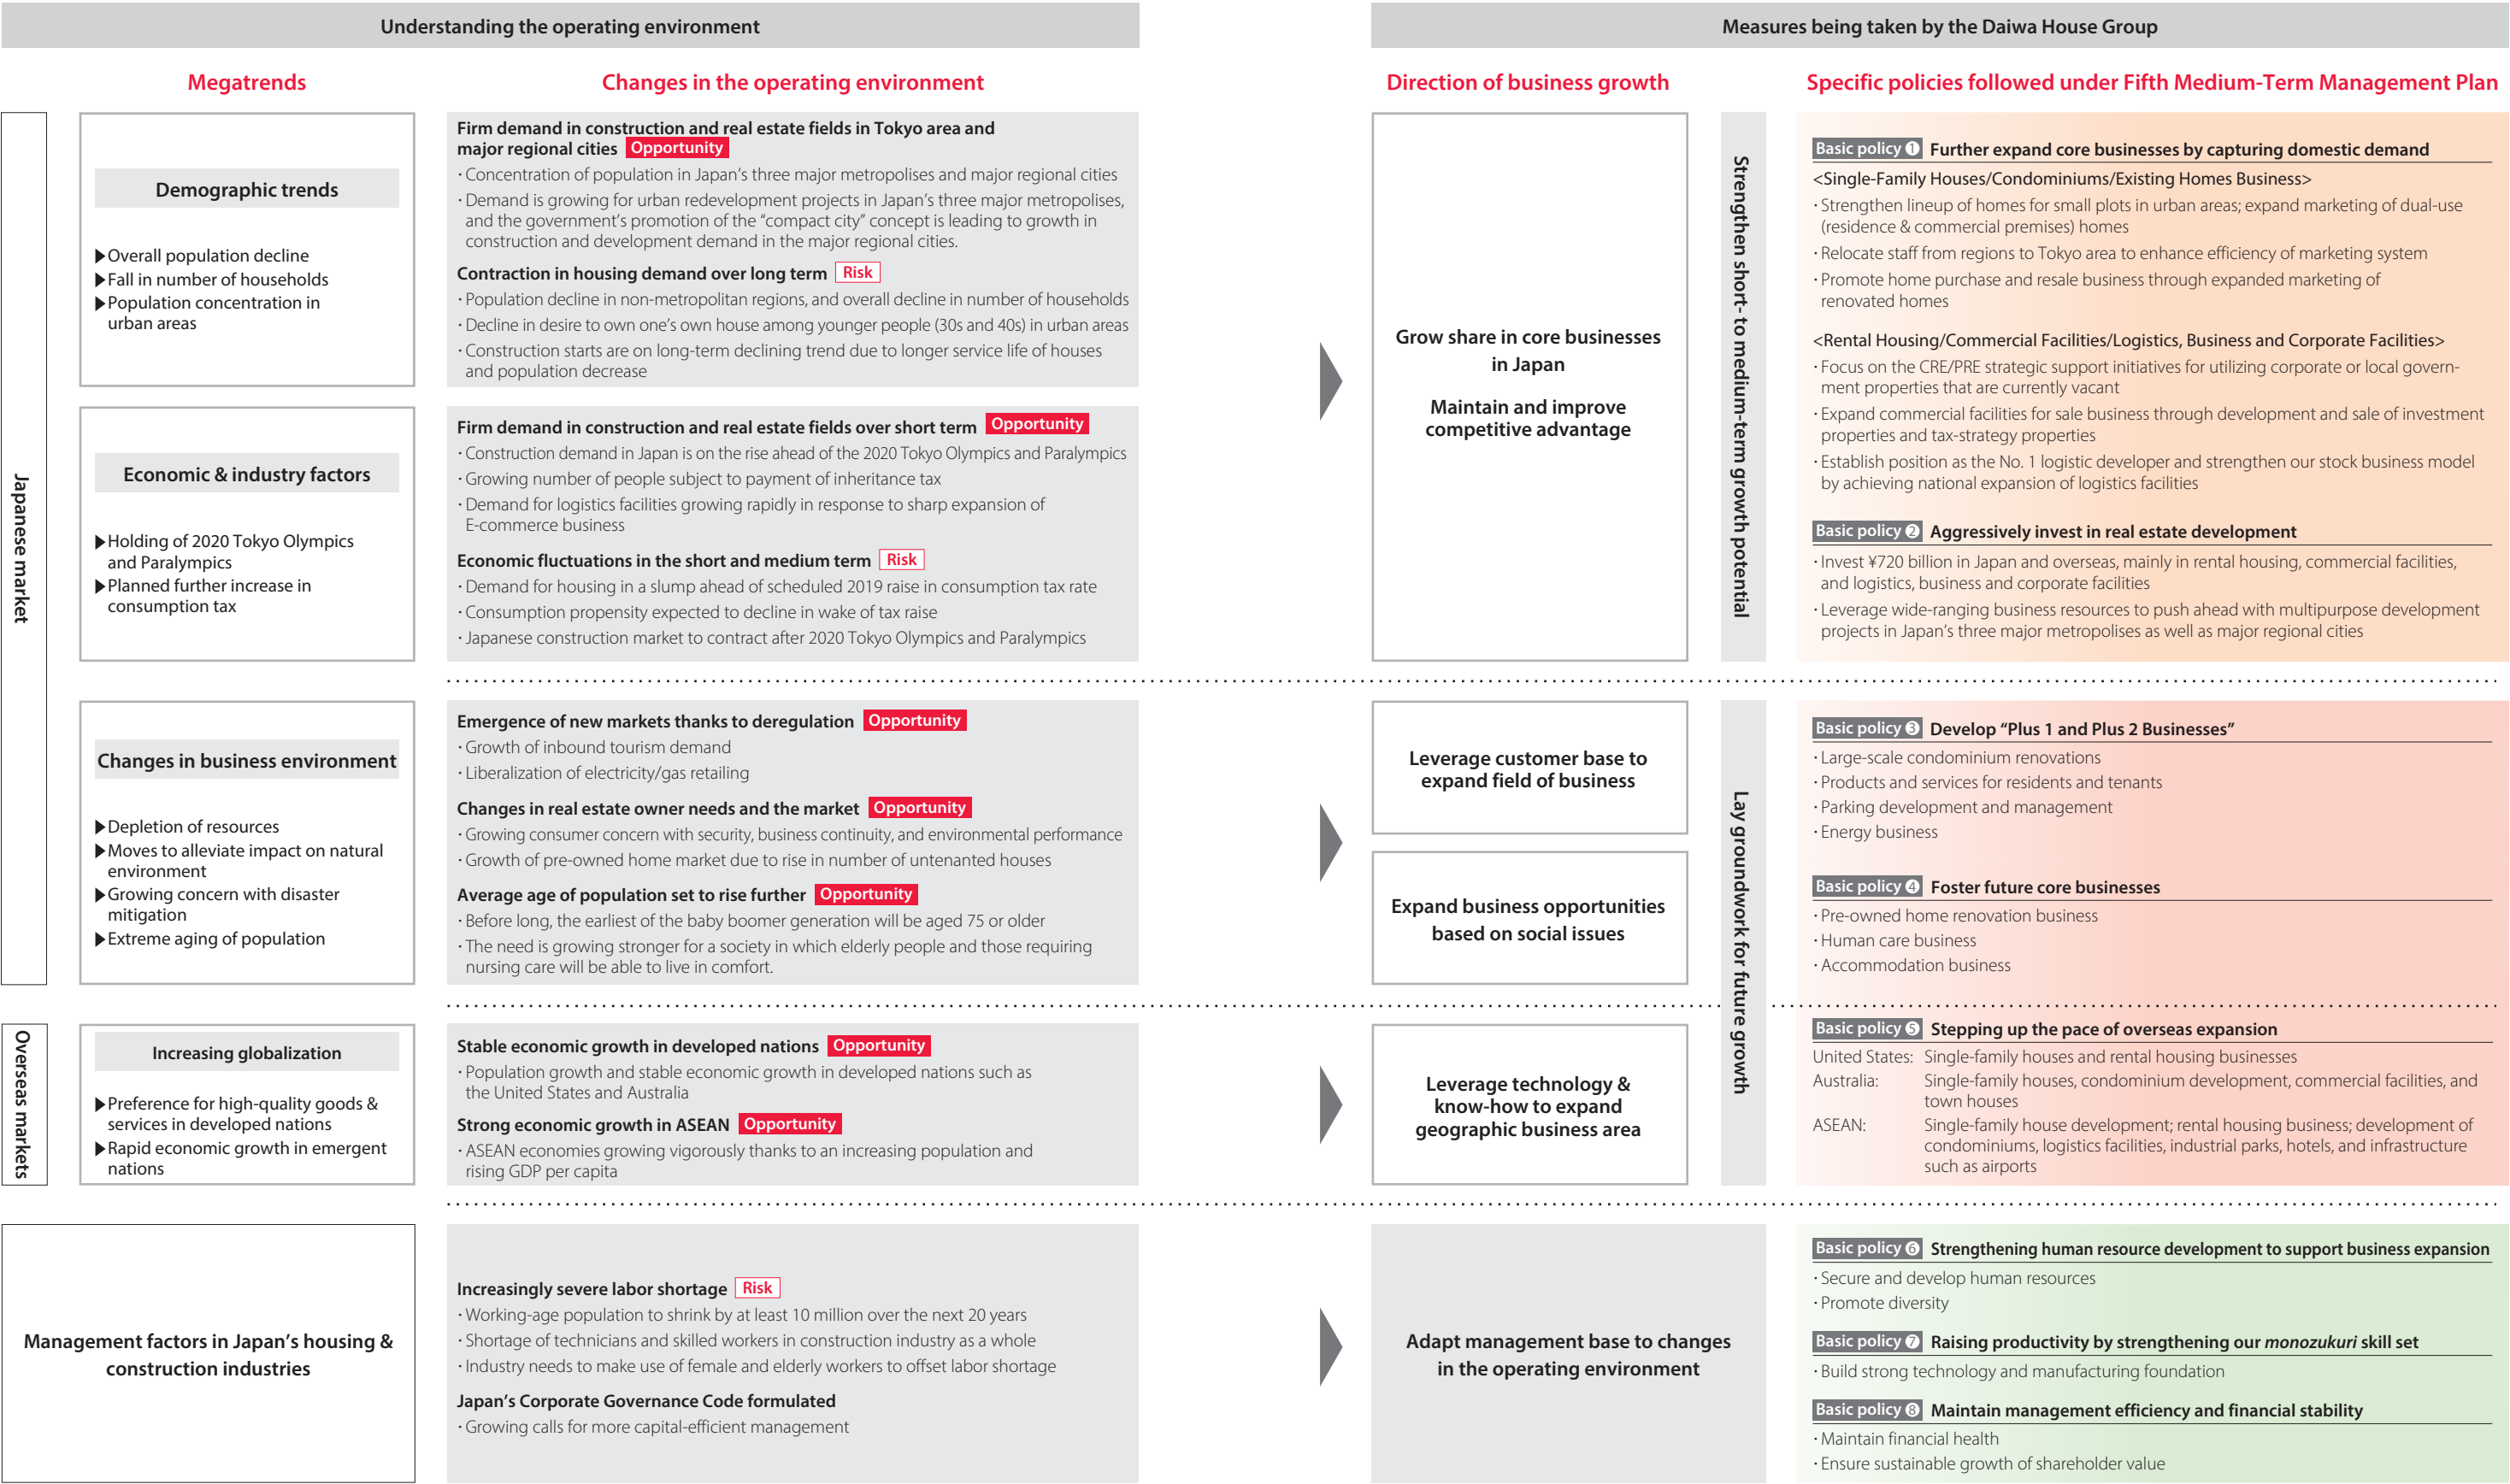 Understanding the operating environment
Measures being taken by the Daiwa House Group
Megatrends
Changes in the operating environment
Direction of business growth
Specific policies followed under Fifth Medium-Term Management Plan
Japanese market
Demographic trends
▶Overall population decline
▶Fall in number of households
▶Population concentration in
urban areas
Firm demand in construction and real estate fields in Tokyo area and
major regional cities Opportunity
・Concentration of population in Japan’s three major metropolises and major regional cities
・Demand is growing for urban redevelopment projects in Japan’s three major metropolises,
and the government’s promotion of the “compact city” concept is leading to growth in
construction and development demand in the major regional cities.
Contraction in housing demand over long term Risk
・Population decline in non-metropolitan regions, and overall decline in number of households
・Decline in desire to own one’s own house among younger people (30s and 40s) in urban areas
・Construction starts are on long-term declining trend due to longer service life of houses
and population decrease
Economic & industry factors
▶Holding of 2020 Tokyo Olympics
and Paralympics
▶Planned further increase in
consumption tax
Firm demand in construction and real estate fields over short term Opportunity
・Construction demand in Japan is on the rise ahead of the 2020 Tokyo Olympics and Paralympics
・Growing number of people subject to payment of inheritance tax
・Demand for logistics facilities growing rapidly in response to sharp expansion of
E-commerce business
Economic fluctuations in the short and medium term Risk
・Demand for housing in a slump ahead of scheduled 2019 raise in consumption tax rate
・Consumption propensity expected to decline in wake of tax raise
・Japanese construction market to contract after 2020 Tokyo Olympics and Paralympics
Grow share in core businesses
in Japan
Maintain and improve
competitive advantage
Strengthen short- to medium-term growth potential
Basic policy ❶ Further expand core businesses by capturing domestic demand
<Single-Family Houses/Condominiums/Existing Homes Business>
・Strengthen lineup of homes for small plots in urban areas; expand marketing of dual-use
(residence & commercial premises) homes
・Relocate staff from regions to Tokyo area to enhance efficiency of marketing system
・Promote home purchase and resale business through expanded marketing of
renovated homes
<Rental Housing/Commercial Facilities/Logistics, Business and Corporate Facilities>
・Focus on the CRE/PRE strategic support initiatives for utilizing corporate or local govern-
ment properties that are currently vacant
・Expand commercial facilities for sale business through development and sale of investment
properties and tax-strategy properties
・Establish position as the No. 1 logistic developer and strengthen our stock business model
by achieving national expansion of logistics facilities
Basic policy ❷ Aggressively invest in real estate development
・Invest ¥720 billion in Japan and overseas, mainly in rental housing, commercial facilities,
and logistics, business and corporate facilities
・Leverage wide-ranging business resources to push ahead with multipurpose development
projects in Japan’s three major metropolises as well as major regional cities
Changes in business environment
▶Depletion of resources
▶Moves to alleviate impact on natural
environment
▶Growing concern with disaster
mitigation
▶Extreme aging of population
Emergence of new markets thanks to deregulation Opportunity
・Growth of inbound tourism demand
・Liberalization of electricity/gas retailing
Changes in real estate owner needs and the market Opportunity
・Growing consumer concern with security, business continuity, and environmental performance
・Growth of pre-owned home market due to rise in number of untenanted houses
Average age of population set to rise further Opportunity
・Before long, the earliest of the baby boomer generation will be aged 75 or older
・The need is growing stronger for a society in which elderly people and those requiring
nursing care will be able to live in comfort.
Leverage customer base to
expand field of business
Expand business opportunities
based on social issues
Lay groundwork for future growth
Basic policy ❸ Develop “Plus 1 and Plus 2 Businesses”
・Large-scale condominium renovations
・Products and services for residents and tenants
・Parking development and management
・Energy business
Basic policy ❹ Foster future core businesses
・Pre-owned home renovation business
・Human care business
・Accommodation business
Overseas markets
Increasing globalization
▶Preference for high-quality goods &
services in developed nations
▶Rapid economic growth in emergent
nations
Stable economic growth in developed nations Opportunity
・Population growth and stable economic growth in developed nations such as
the United States and Australia
Strong economic growth in ASEAN Opportunity
・ASEAN economies growing vigorously thanks to an increasing population and
rising GDP per capita
Leverage technology &
know-how to expand
geographic business area
Basic policy ❺ Stepping up the pace of overseas expansion
United States: Single-family houses and rental housing businesses
Australia: Single-family houses, condominium development, commercial facilities, and
town houses
ASEAN: Single-family house development; rental housing business; development of
condominiums, logistics facilities, industrial parks, hotels, and infrastructure
such as airports
Management factors in Japan’s housing &
construction industries
Increasingly severe labor shortage Risk
・Working-age population to shrink by at least 10 million over the next 20 years
・Shortage of technicians and skilled workers in construction industry as a whole
・Industry needs to make use of female and elderly workers to offset labor shortage
Japan’s Corporate Governance Code formulated
・Growing calls for more capital-efficient management
Adapt management base to changes
in the operating environment
Basic policy ❻ Strengthening human resource development to support business expansion
・Secure and develop human resources
・Promote diversity
Basic policy ❼ Raising productivity by strengthening our monozukuri skill set
・Build strong technology and manufacturing foundation
Basic policy ❽ Maintain management efficiency and financial stability
・Maintain financial health
・Ensure sustainable growth of shareholder value